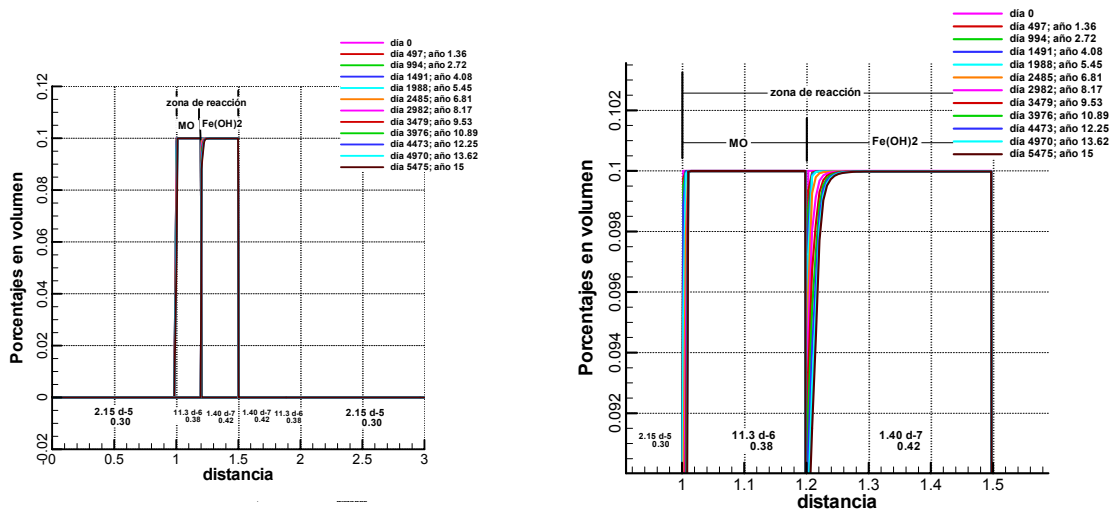 día 0
día 497; año 1.36
día 994; año 2.72
día 1491; año 4.08
día 1988; año 5.45
día 2485; año 6.81
día 2982; año 8.17
día 3479; año 9.53
día 3976; año 10.89
día 4473; año 12.25
día 4970; año 13.62
día 5475; año 15
zona de reacción
MO
Fe(OH)2
Porcentajes en volumen
0.12
0.1
0.08
0.06
0.04
0.02
0
-0.02
2.15 d-5
0.30
11.3 d-6
0.38
1.40 d-7
0.42
1.40 d-7
0.42
11.3 d-6
0.38
2.15 d-5
0.30
0.5
1
1.5
2
2.5
3
distancia
día 0
día 497; año 1.36
día 994; año 2.72
día 1491; año 4.08
día 1988; año 5.45
día 2485; año 6.81
día 2982; año 8.17
día 3479; año 9.53
día 3976; año 10.89
día 4473; año 12.25
día 4970; año 13.62
día 5475; año 15
zona de reacción
MO
Fe(OH)2
Porcentajes en volumen
0.102
0.1
0.098
0.096
0.094
0.092
2.15 d-5
0.30
11.3 d-6
0.38
1.40 d-7
0.42
1
1.1
1.2
1.3
1.4
1.5
distancia